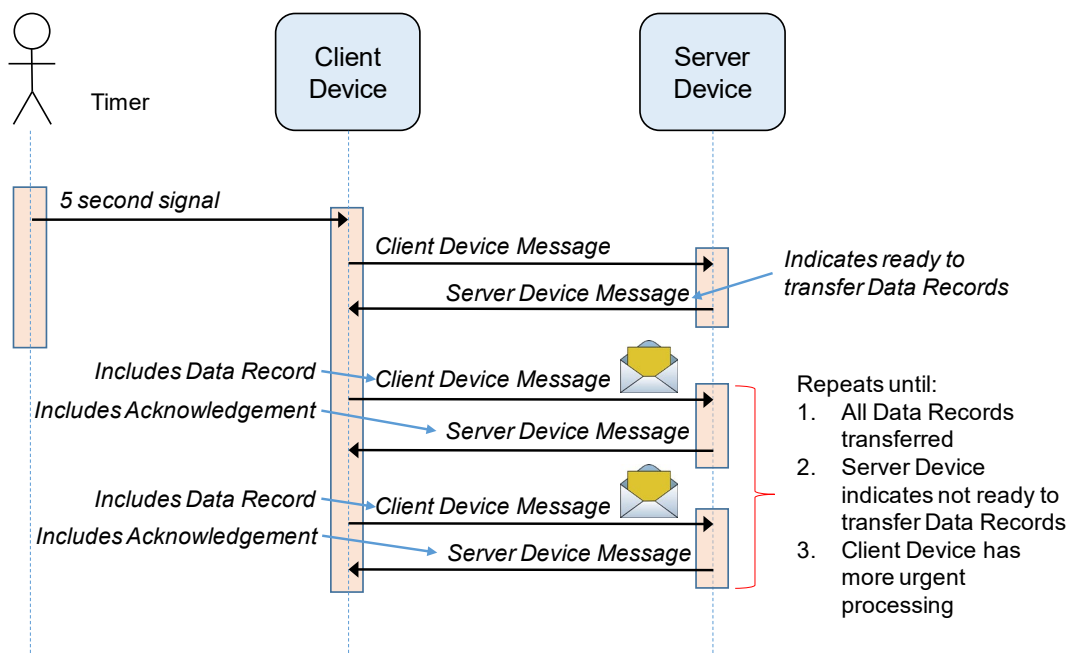 Timer
Client
Device
Server
Device
5 second signal
Client Device Message
Server Device Message
Indicates ready to
transfer Data Records
Includes Data Record
Client Device Message
Includes Acknowledgement
Server Device Message
Includes Data Record
Client Device Message
Includes Acknowledgement
Server Device Message
Repeats until:
1. All Data Records
transferred
2. Server Device
indicates not ready to
transfer Data Records
3. Client Device has
more urgent
processing